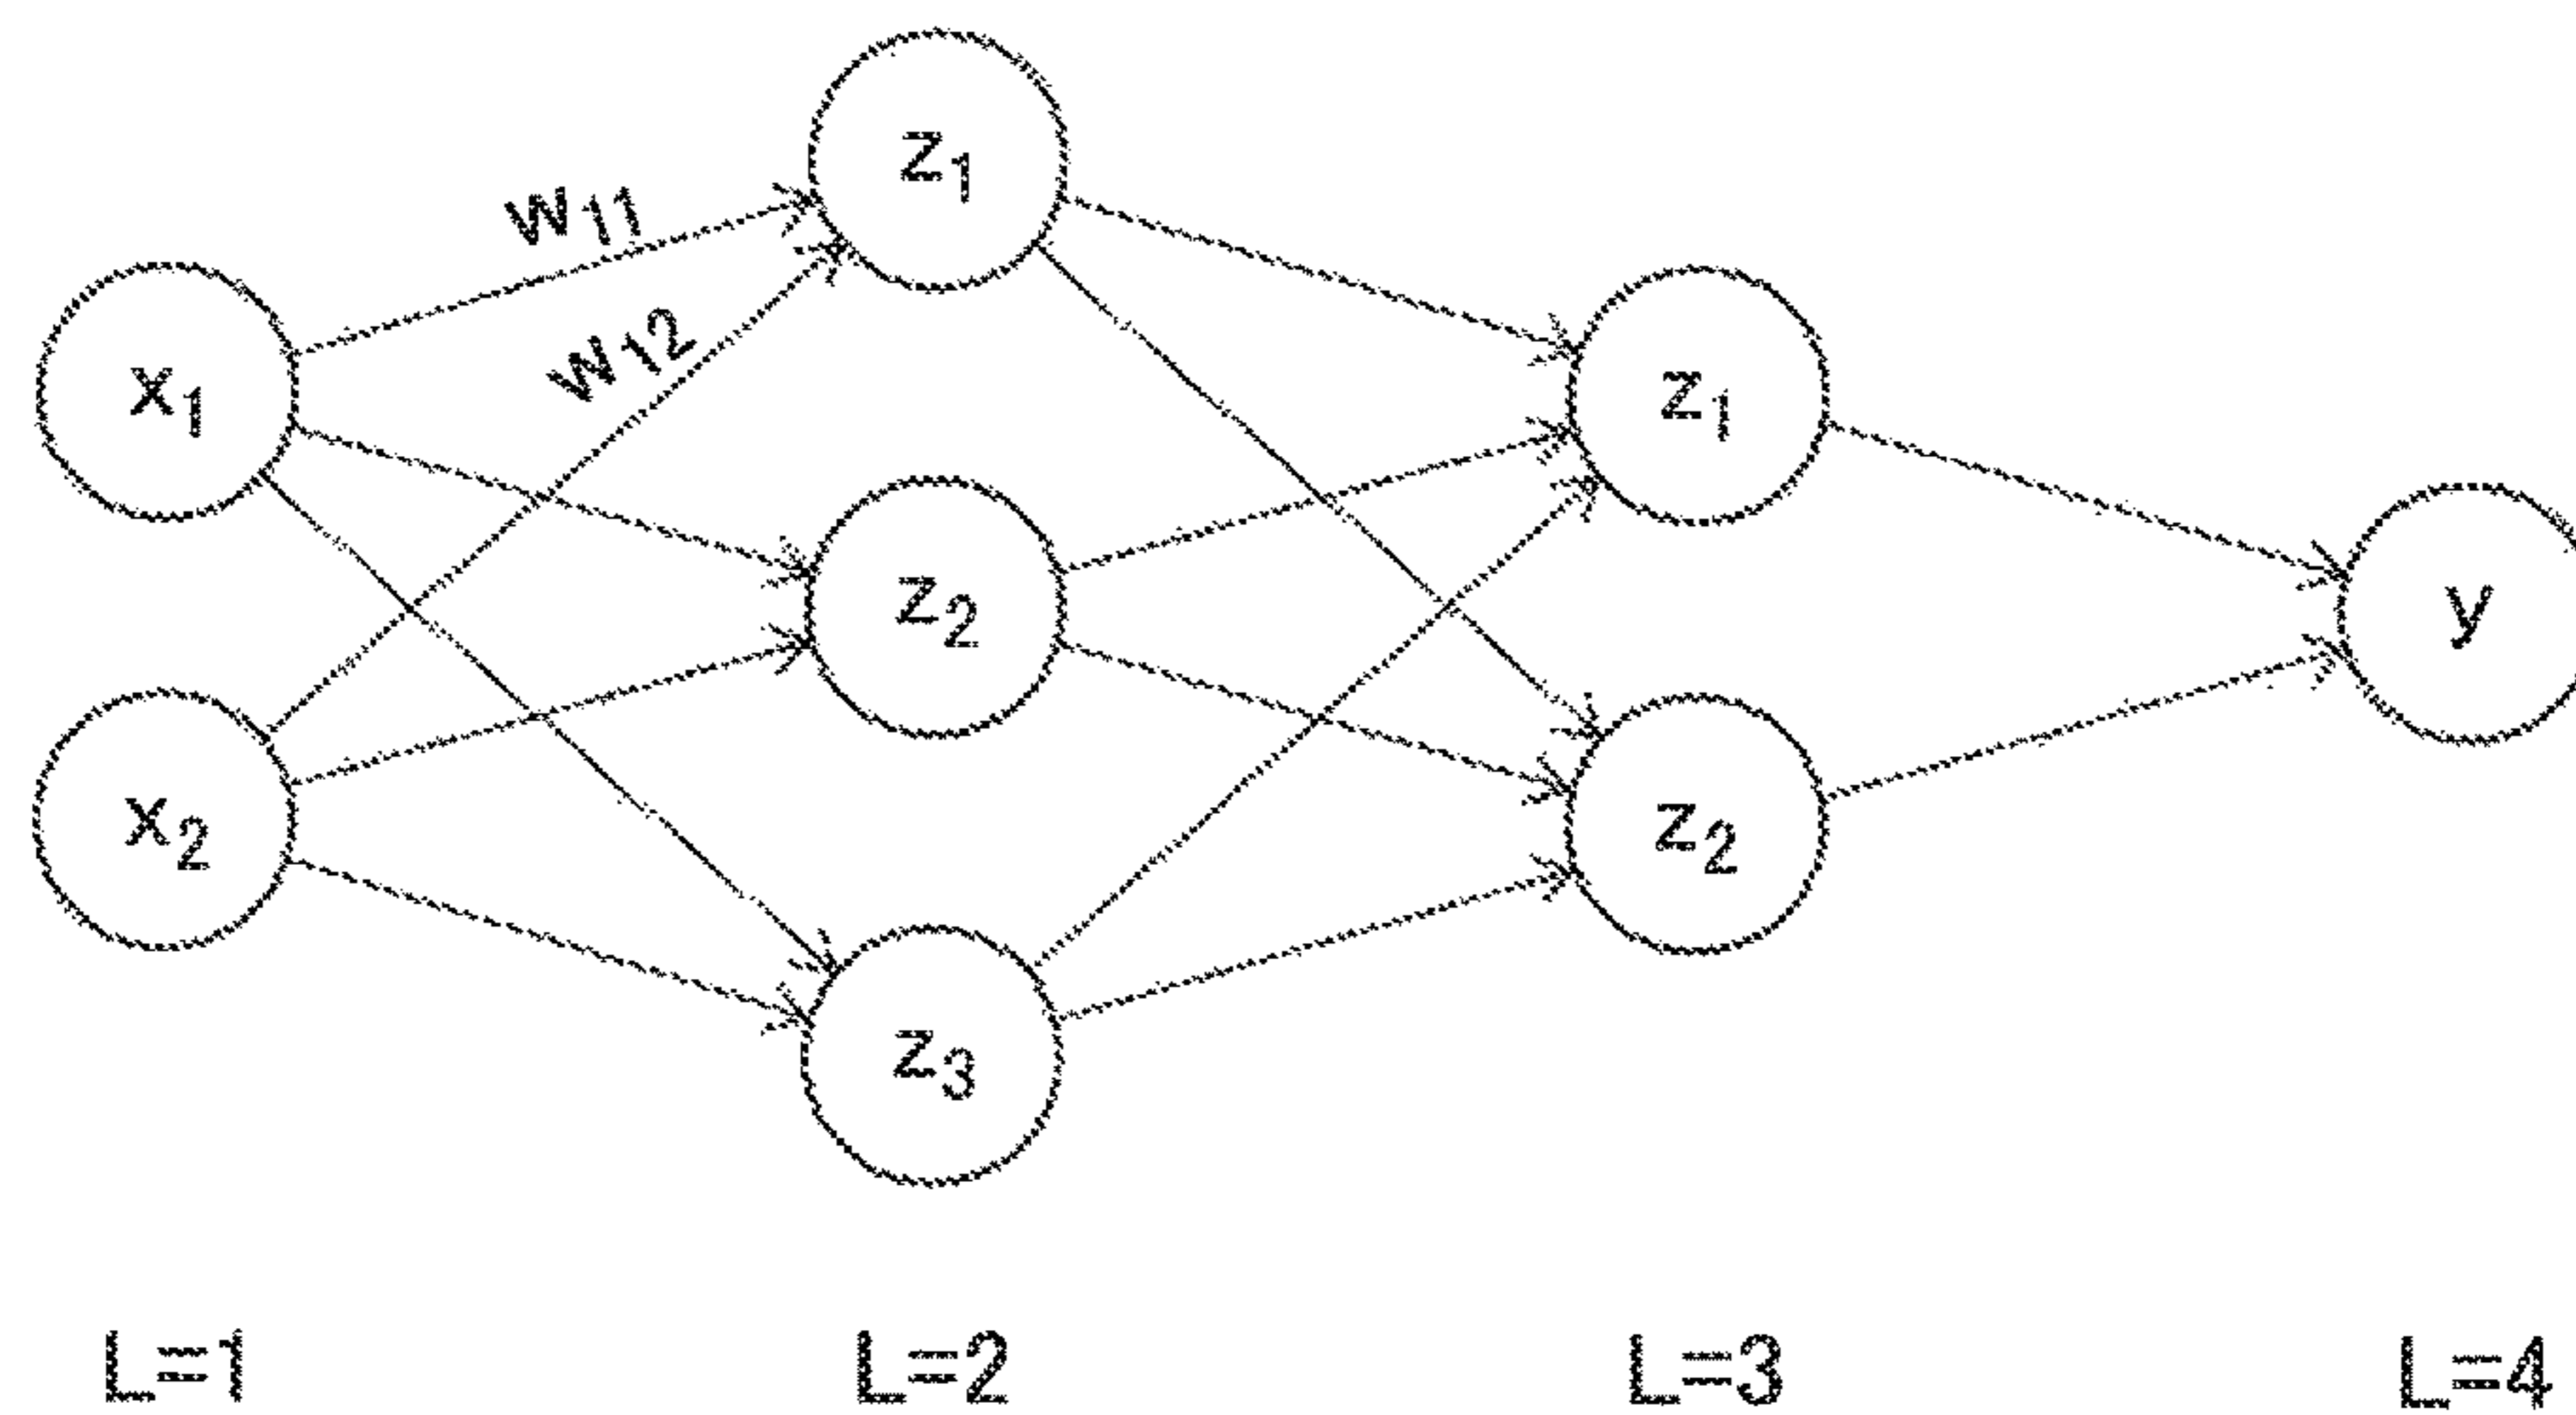 z₁
w₁₁
w₁₂
x₁
z₁
z₂
y
x₂
z₂
z₃
L=1 L=2 L=3 L=4